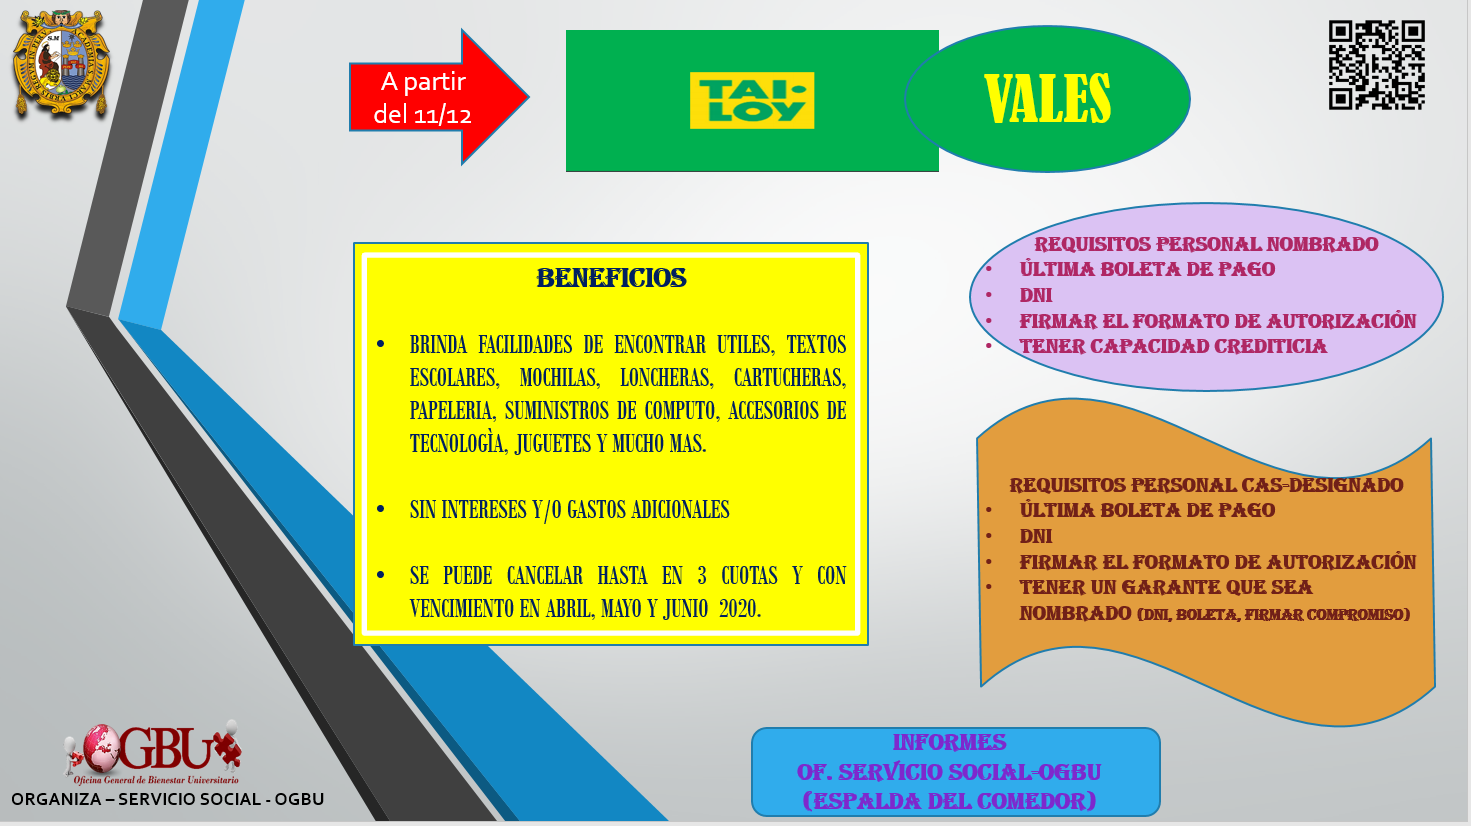 S.M
A partir
del 11/12
TAI·
LOY
VALES
BENEFICIOS
• BRINDA FACILIDADES DE ENCONTRAR UTILES, TEXTOS
ESCOLARES, MOCHILAS, LONCHERAS, CARTUCHERAS,
PAPELERIA, SUMINISTROS DE COMPUTO, ACCESORIOS DE
TECNOLOGÌA, JUGUETES Y MUCHO MAS.
• SIN INTERESES Y/O GASTOS ADICIONALES
• SE PUEDE CANCELAR HASTA EN 3 CUOTAS Y CON
VENCIMIENTO EN ABRIL, MAYO Y JUNIO 2020.
REQUISITOS PERSONAL NOMBRADO
• ÚLTIMA BOLETA DE PAGO
• DNI
• FIRMAR EL FORMATO DE AUTORIZACIÓN
• TENER CAPACIDAD CREDITICIA
REQUISITOS PERSONAL CAS-DESIGNADO
• ÚLTIMA BOLETA DE PAGO
• DNI
• FIRMAR EL FORMATO DE AUTORIZACIÓN
• TENER UN GARANTE QUE SEA
NOMBRADO (DNI, BOLETA, FIRMAR COMPROMISO)
INFORMES
OF. SERVICIO SOCIAL-OGBU
(ESPALDA DEL COMEDOR)
OGBU
Oficina General de Bienestar Universitario
ORGANIZA – SERVICIO SOCIAL - OGBU